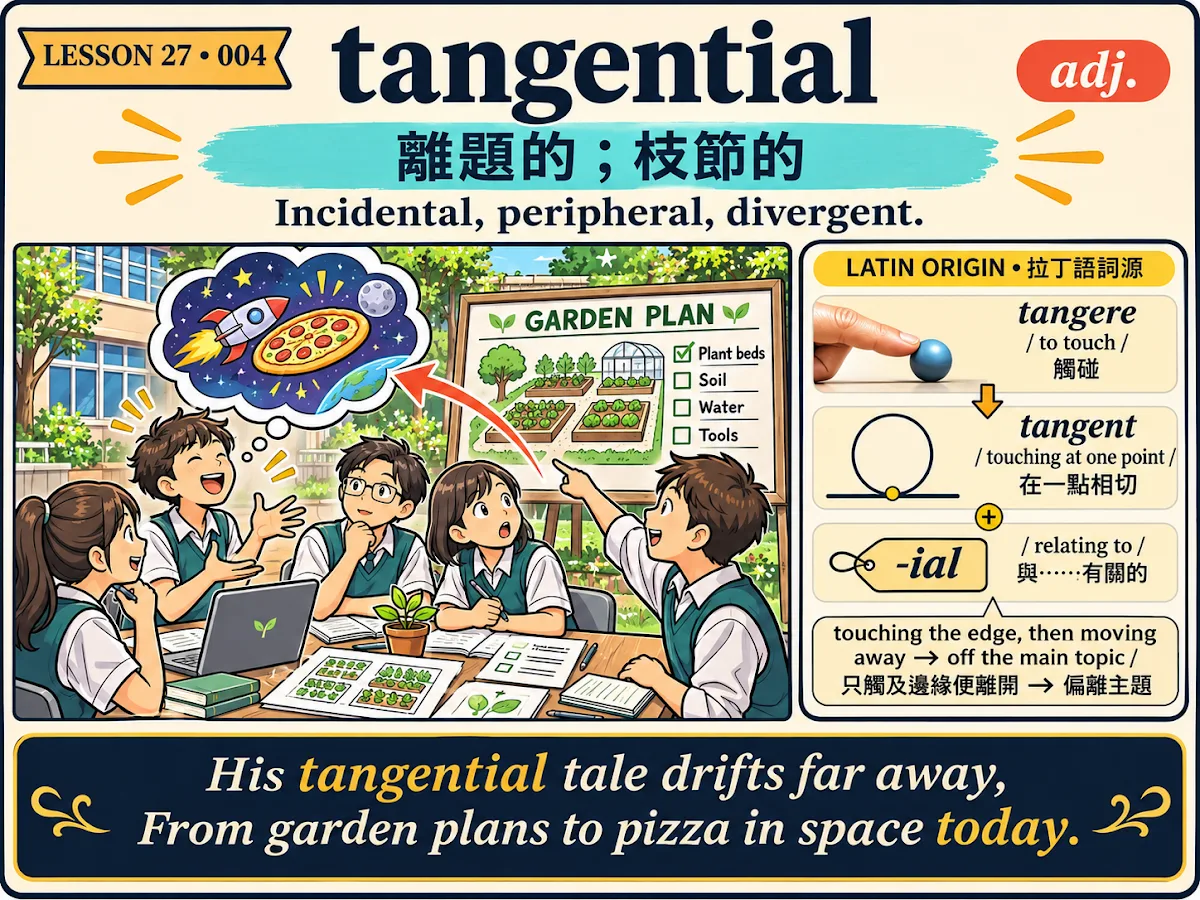 LESSON 27 • 004
tangential
adj.
離題的；枝節的
Incidental, peripheral, divergent.
GARDEN PLAN
Plant beds
Soil
Water
Tools
LATIN ORIGIN • 拉丁語詞源
tangere
/ to touch /
觸碰
tangent
/ touching at one point /
在一點相切
+
-ial
/ relating to /
與……有關的
touching the edge, then moving
away → off the main topic /
只觸及邊緣便離開 → 偏離主題
His tangential tale drifts far away,
From garden plans to pizza in space today.